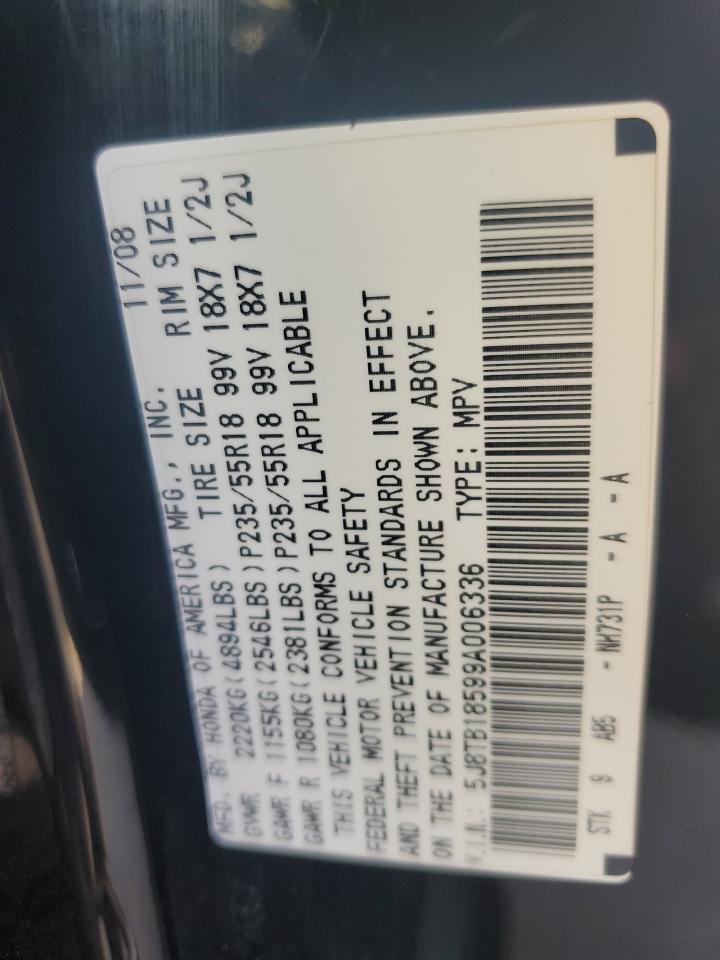 MFD. BY HONDA OF AMERICA MFG., INC. 11/08
GVWR 2220KG(4894LBS) TIRE SIZE RIM SIZE
GAWR F 1155KG(2546LBS)P235/55R18 99V 18X7 1/2J
GAWR R 1080KG(2381LBS)P235/55R18 99V 18X7 1/2J
THIS VEHICLE CONFORMS TO ALL APPLICABLE
FEDERAL MOTOR VEHICLE SAFETY
AND THEFT PREVENTION STANDARDS IN EFFECT
ON THE DATE OF MANUFACTURE SHOWN ABOVE.
V.I.N.: 5J8TB18599A006336 TYPE: MPV
STK 9 AB5 - NH731P - A - A